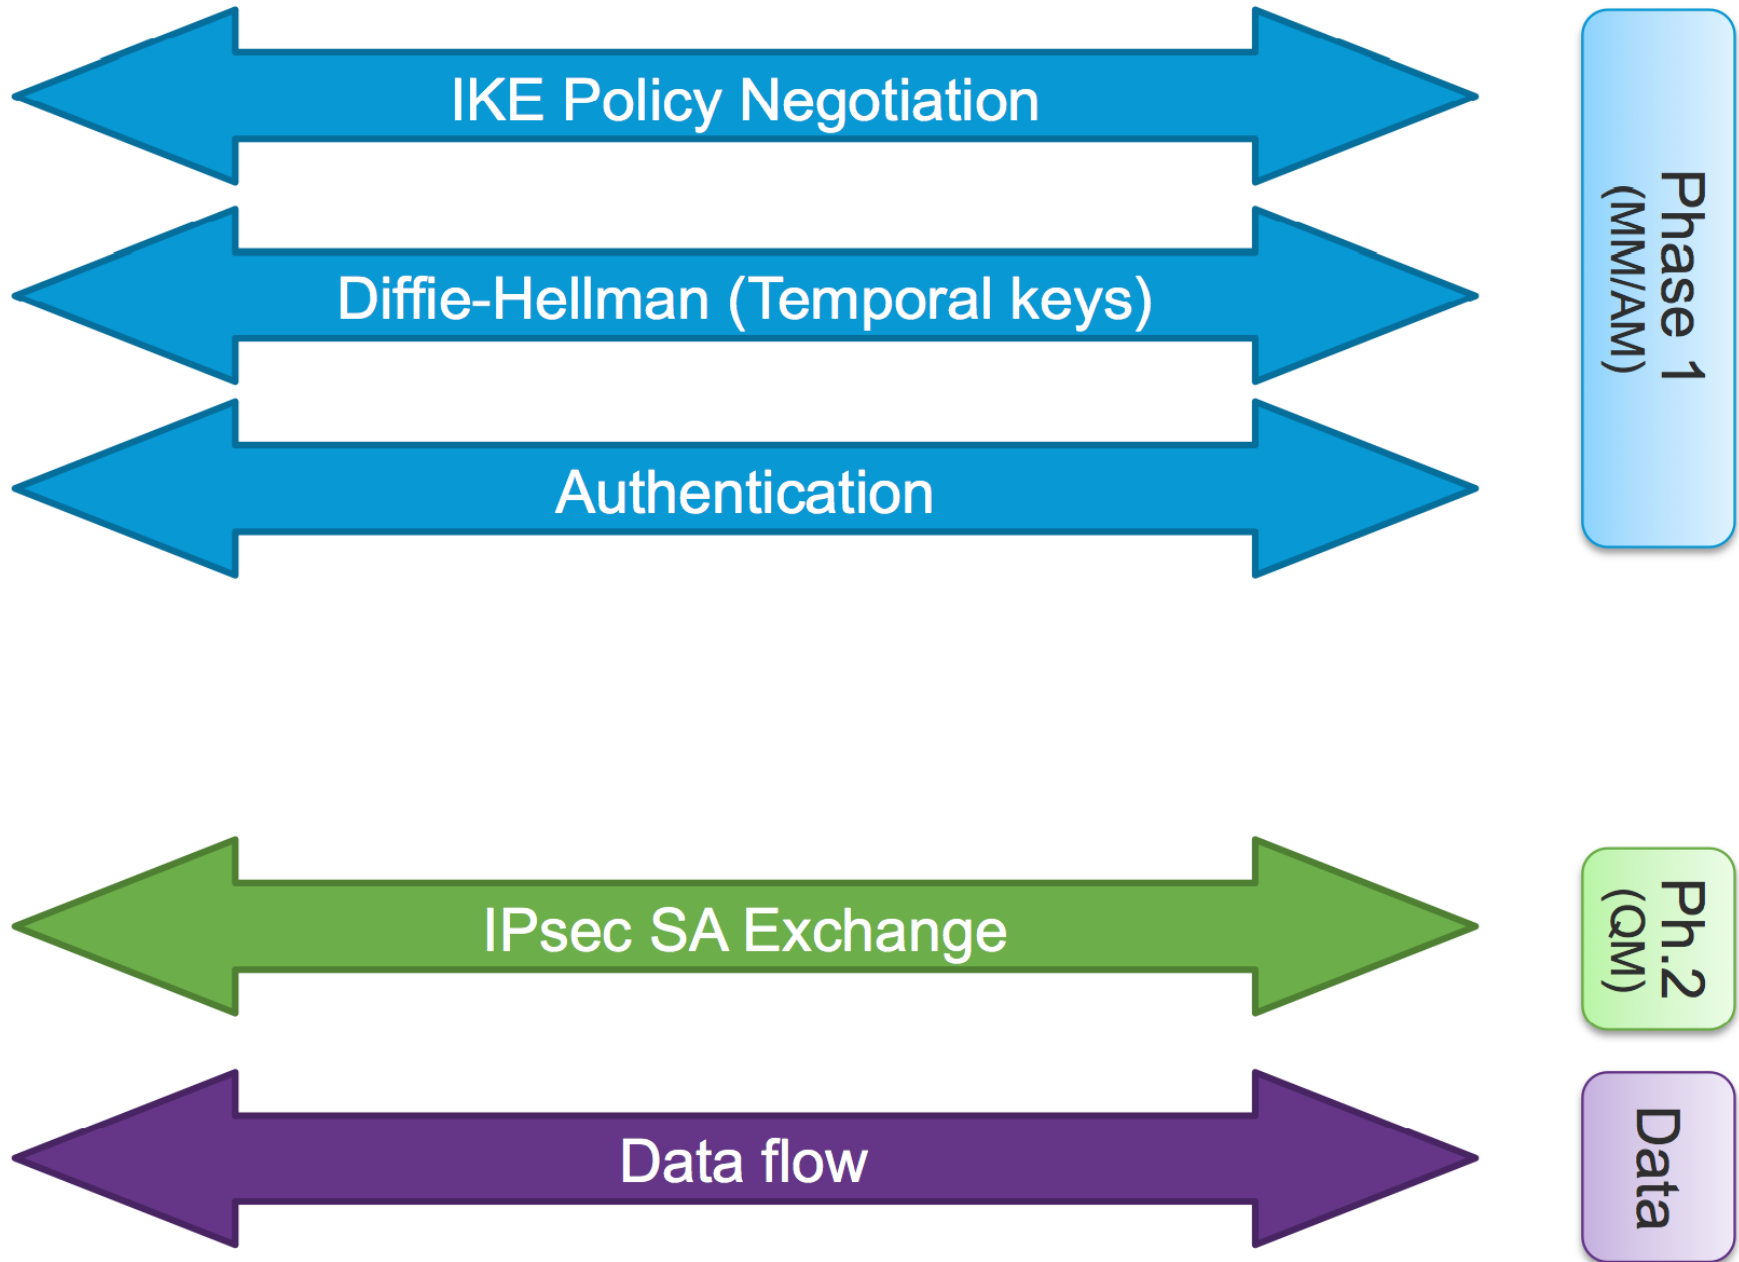 IKE Policy Negotiation
Diffie-Hellman (Temporal keys)
Authentication
Phase 1
(MM/AM)
IPsec SA Exchange
Ph.2
(QM)
Data flow
Data